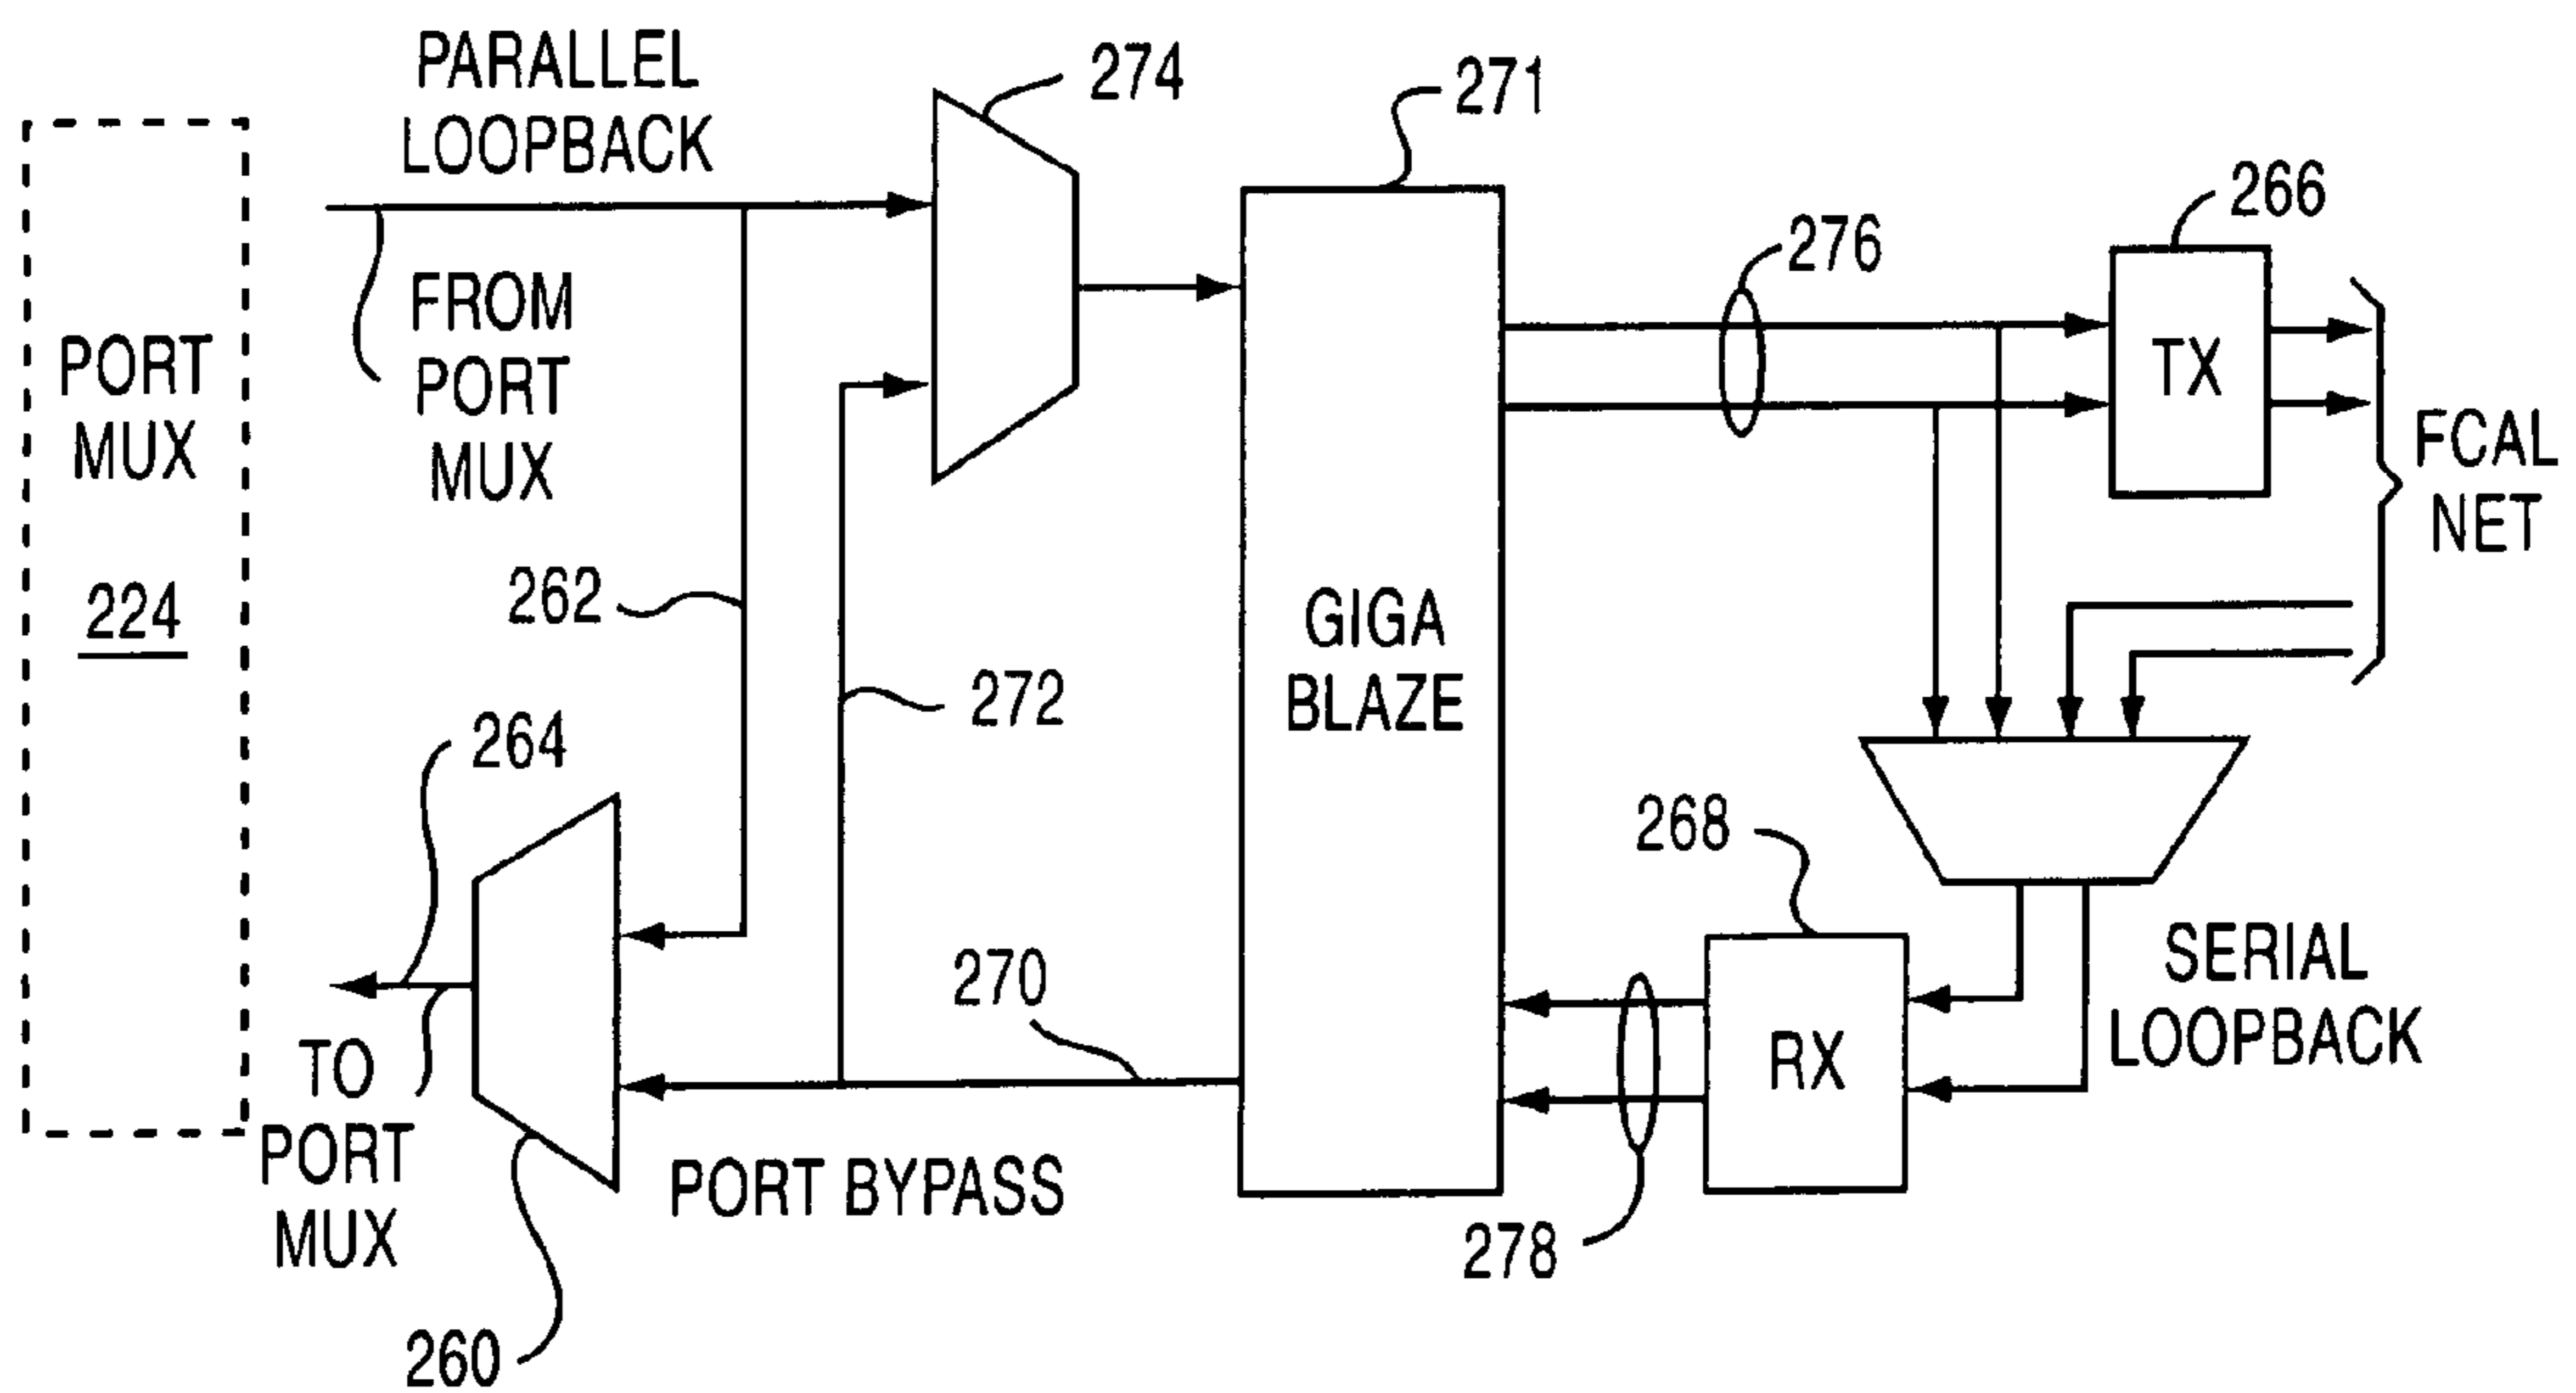 PARALLEL
LOOPBACK
274
271
266
276
FROM
PORT
MUX
PORT
MUX
224
TX
FCAL
NET
262
272
GIGA
BLAZE
264
268
270
SERIAL
LOOPBACK
RX
TO
PORT
MUX
PORT BYPASS
278
260